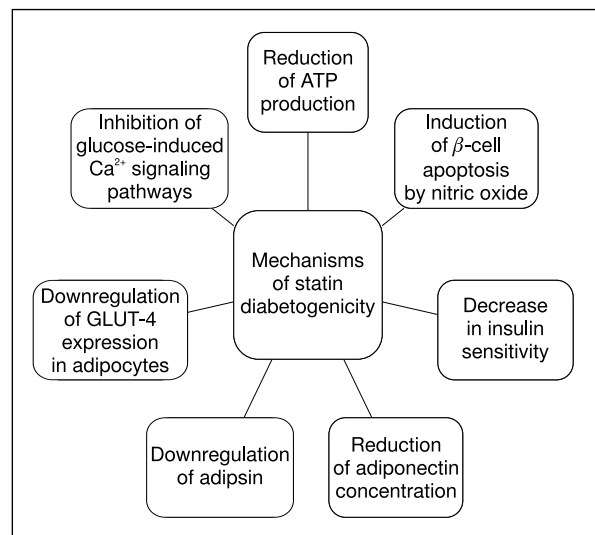 Reduction
of ATP
production
Inhibition of
glucose-induced
Ca²⁺ signaling
pathways
Induction
of β-cell
apoptosis
by nitric oxide
Mechanisms
of statin
diabetogenicity
Downregulation
of GLUT-4
expression
in adipocytes
Decrease
in insulin
sensitivity
Downregulation
of adipsin
Reduction
of adiponectin
concentration